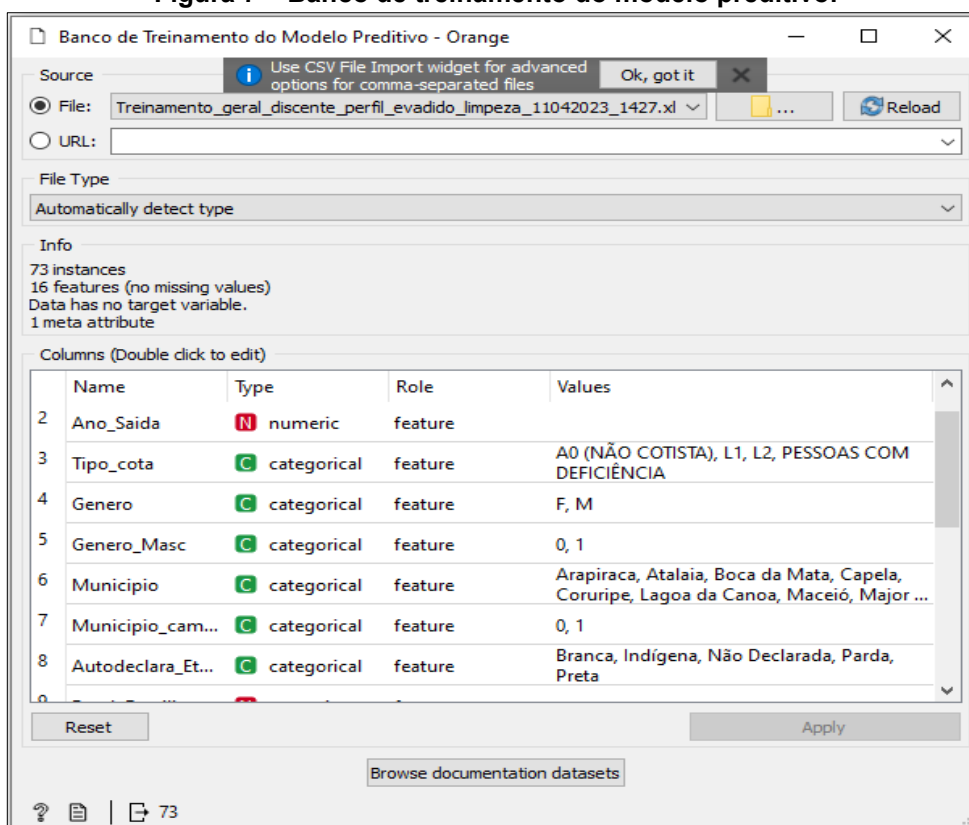 Banco de Treinamento do Modelo Preditivo - Orange
Source
Use CSV File Import widget for advanced
options for comma-separated files
Ok, got it
File:
Treinamento_geral_discente_perfil_evadido_limpeza_11042023_1427.xl
...
Reload
URL:
File Type
Automatically detect type
Info
73 instances
16 features (no missing values)
Data has no target variable.
1 meta attribute
Columns (Double click to edit)
Name Type Role Values
2 Ano_Saida N numeric feature
3 Tipo_cota C categorical feature A0 (NÃO COTISTA), L1, L2, PESSOAS COM
DEFICIÊNCIA
4 Genero C categorical feature F, M
5 Genero_Masc C categorical feature 0, 1
6 Municipio C categorical feature Arapiraca, Atalaia, Boca da Mata, Capela,
Coruripe, Lagoa da Canoa, Maceió, Major ...
7 Municipio_cam... C categorical feature 0, 1
8 Autodeclara_Et... C categorical feature Branca, Indígena, Não Declarada, Parda,
Preta
Reset
Apply
Browse documentation datasets
? 73